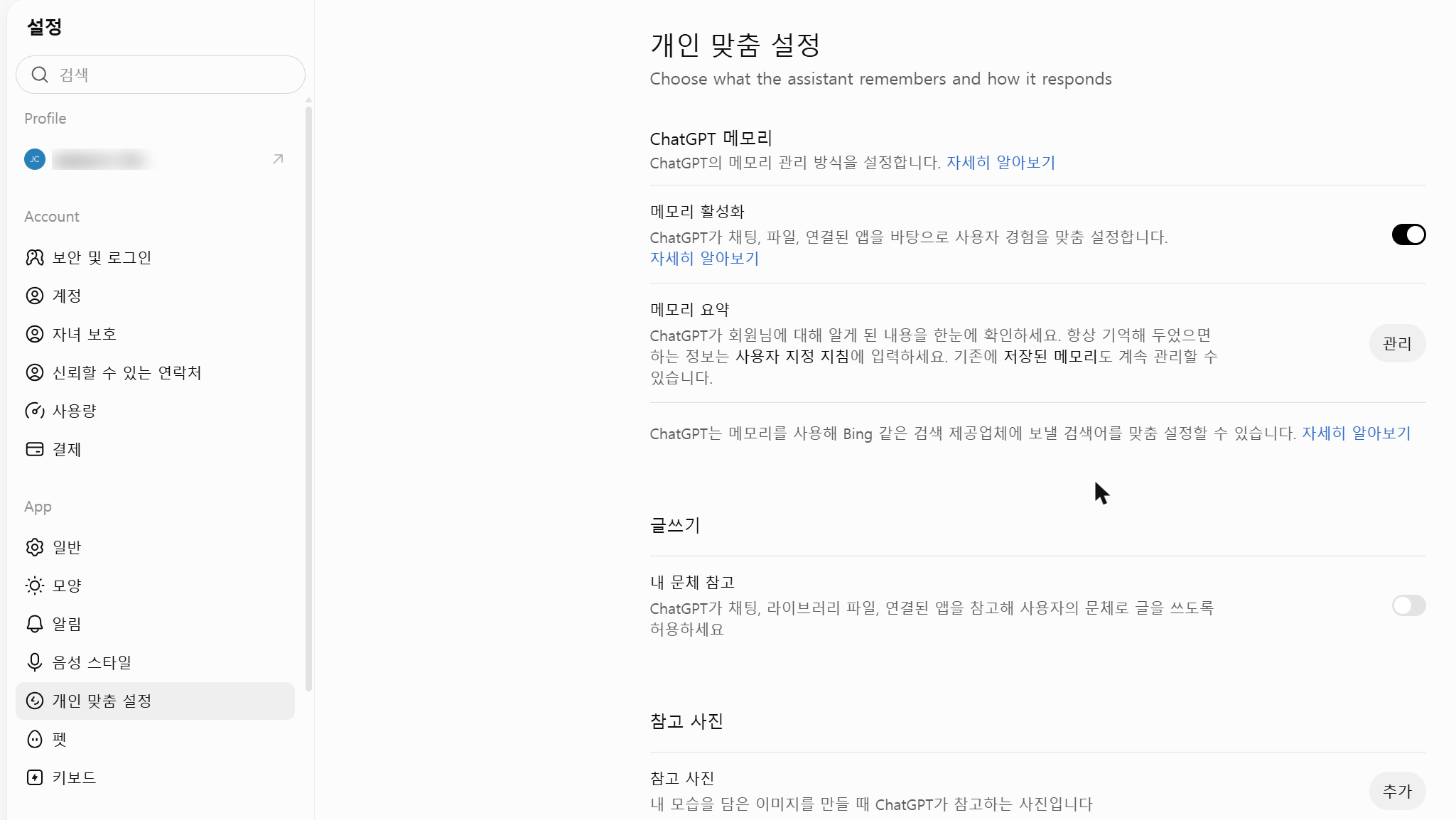 설정
검색
Profile
JC
Account
보안 및 로그인
계정
자녀 보호
신뢰할 수 있는 연락처
사용량
결제
App
일반
모양
알림
음성 스타일
개인 맞춤 설정
펫
키보드
개인 맞춤 설정
Choose what the assistant remembers and how it responds
ChatGPT 메모리
ChatGPT의 메모리 관리 방식을 설정합니다. 자세히 알아보기
메모리 활성화
ChatGPT가 채팅, 파일, 연결된 앱을 바탕으로 사용자 경험을 맞춤 설정합니다.
자세히 알아보기
메모리 요약
ChatGPT가 회원님에 대해 알게 된 내용을 한눈에 확인하세요. 항상 기억해 두었으면
하는 정보는 사용자 지정 지침에 입력하세요. 기존에 저장된 메모리도 계속 관리할 수
있습니다.
관리
ChatGPT는 메모리를 사용해 Bing 같은 검색 제공업체에 보낼 검색어를 맞춤 설정할 수 있습니다. 자세히 알아보기
글쓰기
내 문체 참고
ChatGPT가 채팅, 라이브러리 파일, 연결된 앱을 참고해 사용자의 문체로 글을 쓰도록
허용하세요
참고 사진
참고 사진
내 모습을 담은 이미지를 만들 때 ChatGPT가 참고하는 사진입니다
추가